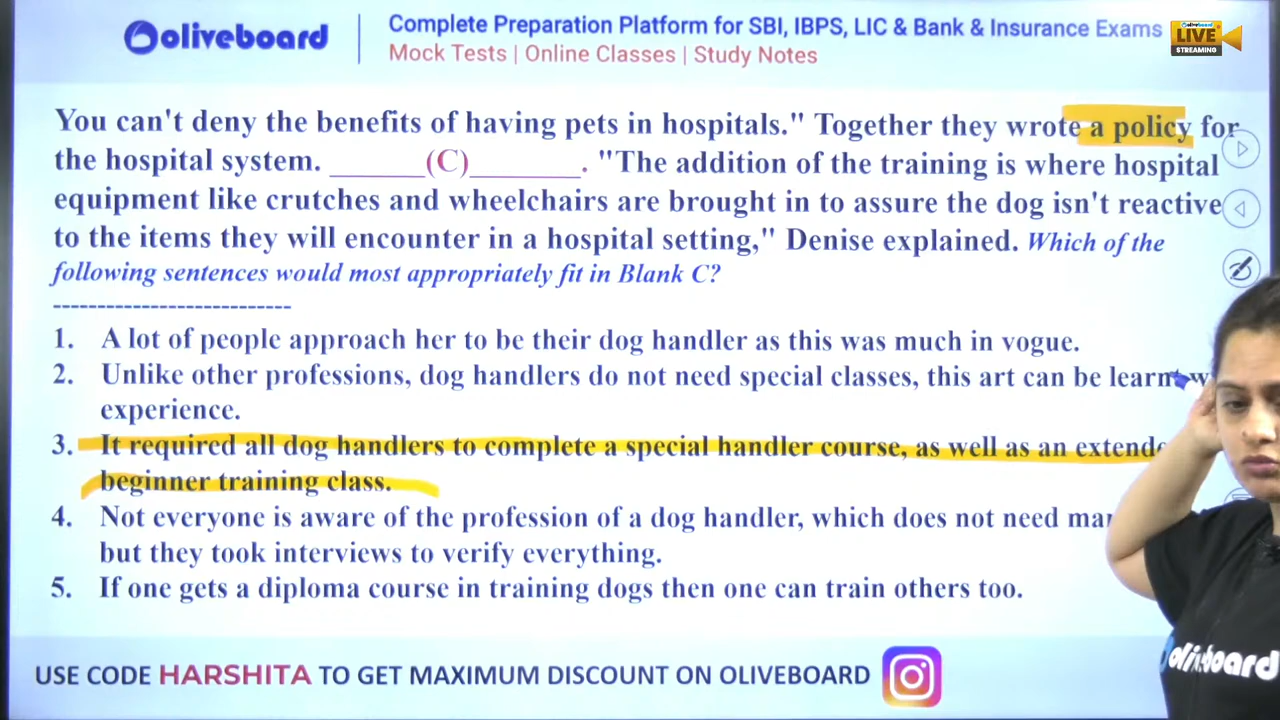 oliveboard
Complete Preparation Platform for SBI, IBPS, LIC & Bank & Insurance Exams
Mock Tests | Online Classes | Study Notes
oliveboard
LIVE
STREAMING
You can't deny the benefits of having pets in hospitals." Together they wrote a policy for
the hospital system. ______(C)_______. "The addition of the training is where hospital
equipment like crutches and wheelchairs are brought in to assure the dog isn't reactive
to the items they will encounter in a hospital setting," Denise explained. Which of the
following sentences would most appropriately fit in Blank C?
--------------------------
1. A lot of people approach her to be their dog handler as this was much in vogue.
2. Unlike other professions, dog handlers do not need special classes, this art can be learnt w
experience.
3. It required all dog handlers to complete a special handler course, as well as an extend
beginner training class.
4. Not everyone is aware of the profession of a dog handler, which does not need ma
but they took interviews to verify everything.
5. If one gets a diploma course in training dogs then one can train others too.
oliveboard
USE CODE HARSHITA TO GET MAXIMUM DISCOUNT ON OLIVEBOARD